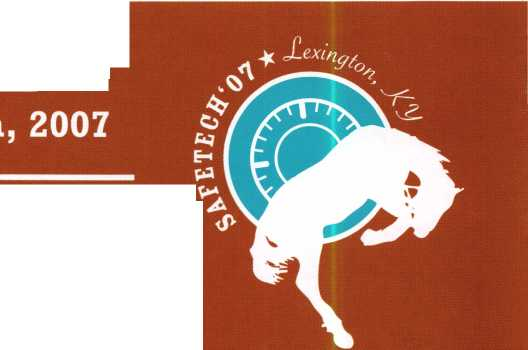 , 2007
SAFETECH '07 ★ Lexington, KY